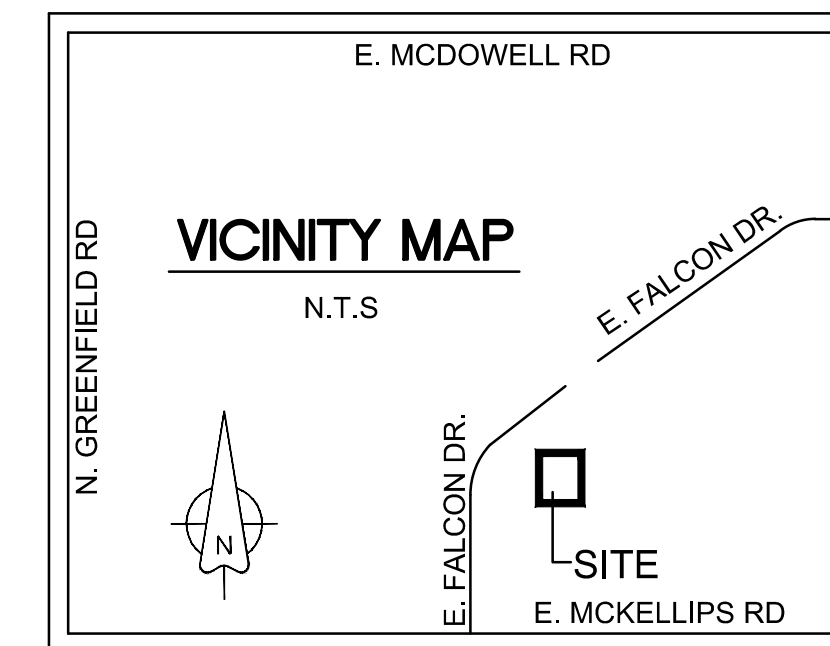 E. MCDOWELL RD
N. GREENFIELD RD
VICINITY MAP
N.T.S
E. FALCON DR.
E. FALCON DR.
N
SITE
E. MCKELLIPS RD